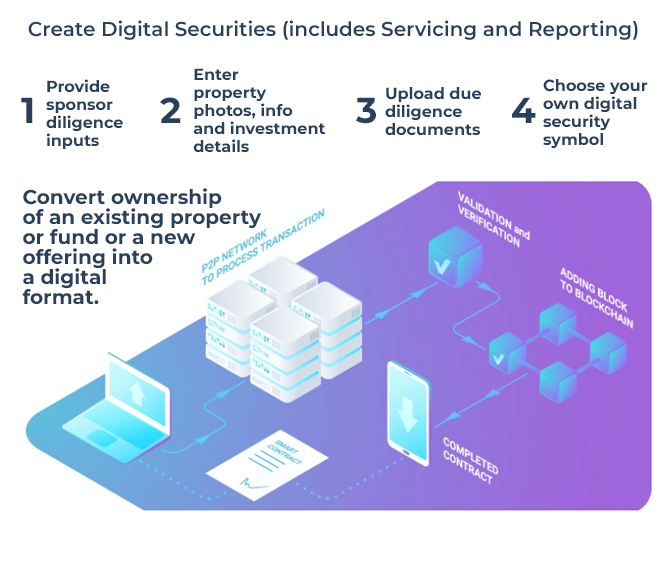 Create Digital Securities (includes Servicing and Reporting)
1
Provide
sponsor
diligence
inputs
2
Enter
property
photos, info
and investment
details
3
Upload due
diligence
documents
4
Choose your
own digital
security
symbol
Convert ownership
of an existing property
or fund or a new
offering into
a digital
format.
P2P NETWORK
TO PROCESS TRANSACTION
VALIDATION and
VERIFICATION
ADDING BLOCK
TO BLOCKCHAIN
SMART
CONTRACT
COMPLETED
CONTRACT